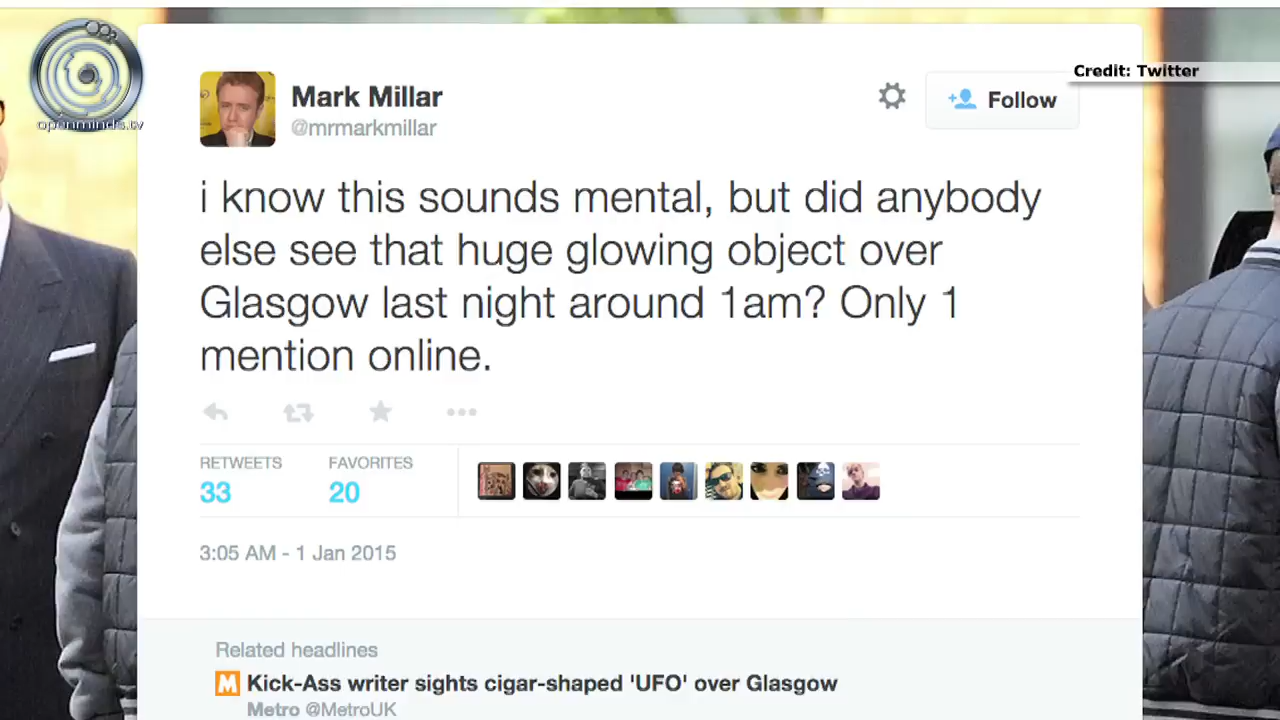 openminds.tv
Credit: Twitter
Mark Millar
@mrmarkmillar
Follow
i know this sounds mental, but did anybody
else see that huge glowing object over
Glasgow last night around 1am? Only 1
mention online.
RETWEETS FAVORITES
33 20
3:05 AM - 1 Jan 2015
Related headlines
M Kick-Ass writer sights cigar-shaped 'UFO' over Glasgow
Metro @MetroUK